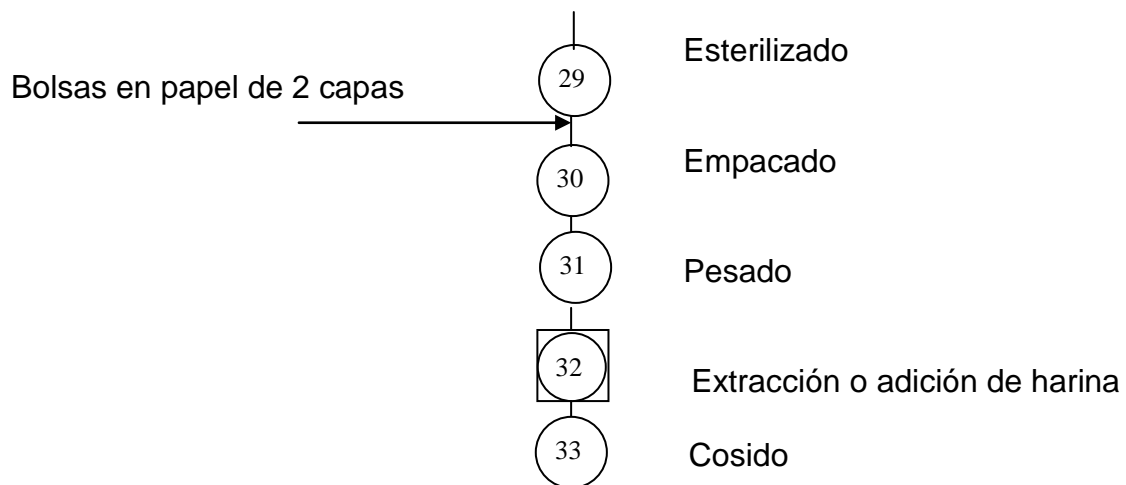 Esterilizado
29
Bolsas en papel de 2 capas
Empacado
30
31
Pesado
32
Extracción o adición de harina
33
Cosido